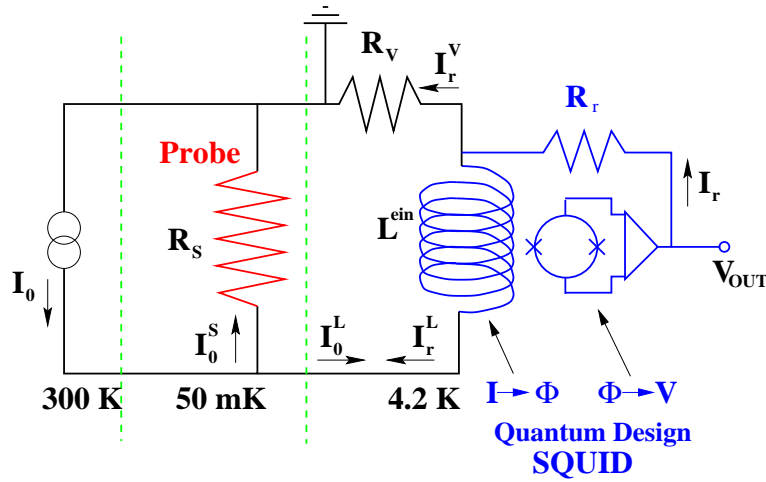 R_V
I_r^V
R_r
Probe
I_r
L^ein
R_S
I_0
V_OUT
I_0^S
I_0^L
I_r^L
300 K
50 mK
4.2 K
I→Φ
Φ→V
Quantum Design
SQUID